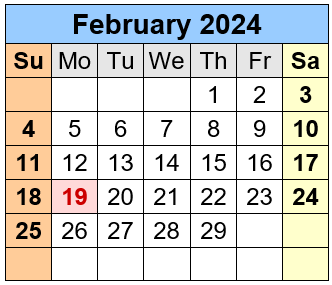 February 2024
Su Mo Tu We Th Fr Sa
1 2 3
4 5 6 7 8 9 10
11 12 13 14 15 16 17
18 19 20 21 22 23 24
25 26 27 28 29